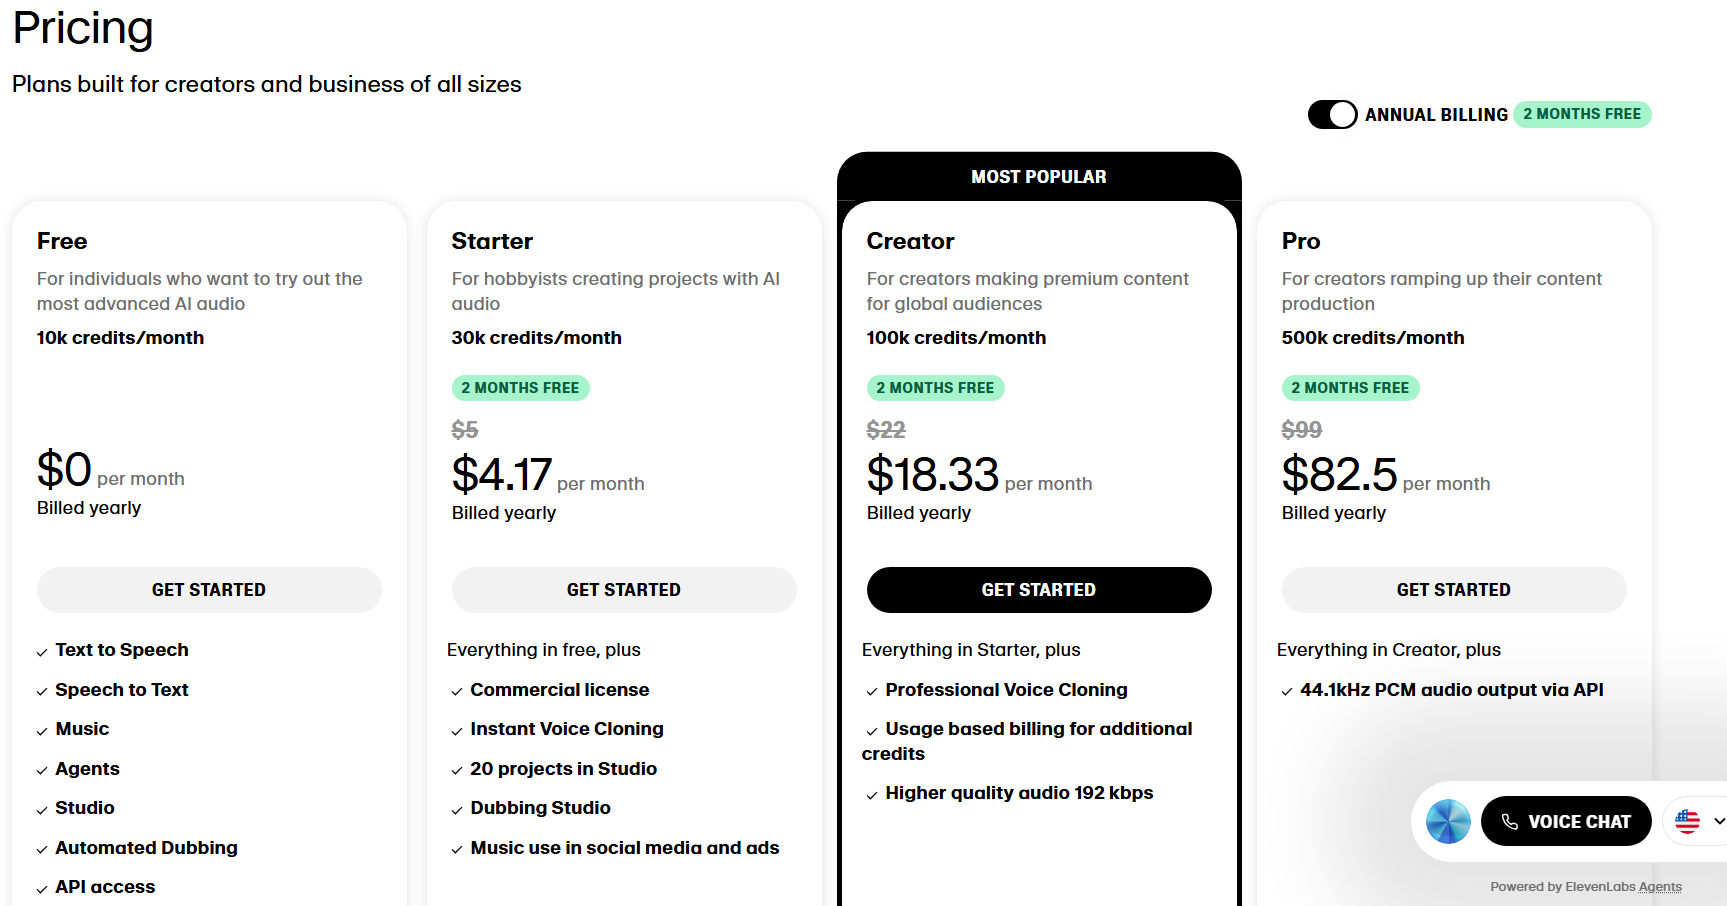 Pricing
Plans built for creators and business of all sizes
ANNUAL BILLING 2 MONTHS FREE
MOST POPULAR
Free
For individuals who want to try out the
most advanced AI audio
10k credits/month
$0 per month
Billed yearly
GET STARTED
Text to Speech
Speech to Text
Music
Agents
Studio
Automated Dubbing
API access
Starter
For hobbyists creating projects with AI
audio
30k credits/month
2 MONTHS FREE
$5
$4.17 per month
Billed yearly
GET STARTED
Everything in free, plus
Commercial license
Instant Voice Cloning
20 projects in Studio
Dubbing Studio
Music use in social media and ads
Creator
For creators making premium content
for global audiences
100k credits/month
2 MONTHS FREE
$22
$18.33 per month
Billed yearly
GET STARTED
Everything in Starter, plus
Professional Voice Cloning
Usage based billing for additional
credits
Higher quality audio 192 kbps
Pro
For creators ramping up their content
production
500k credits/month
2 MONTHS FREE
$99
$82.5 per month
Billed yearly
GET STARTED
Everything in Creator, plus
44.1kHz PCM audio output via API
VOICE CHAT
Powered by ElevenLabs Agents